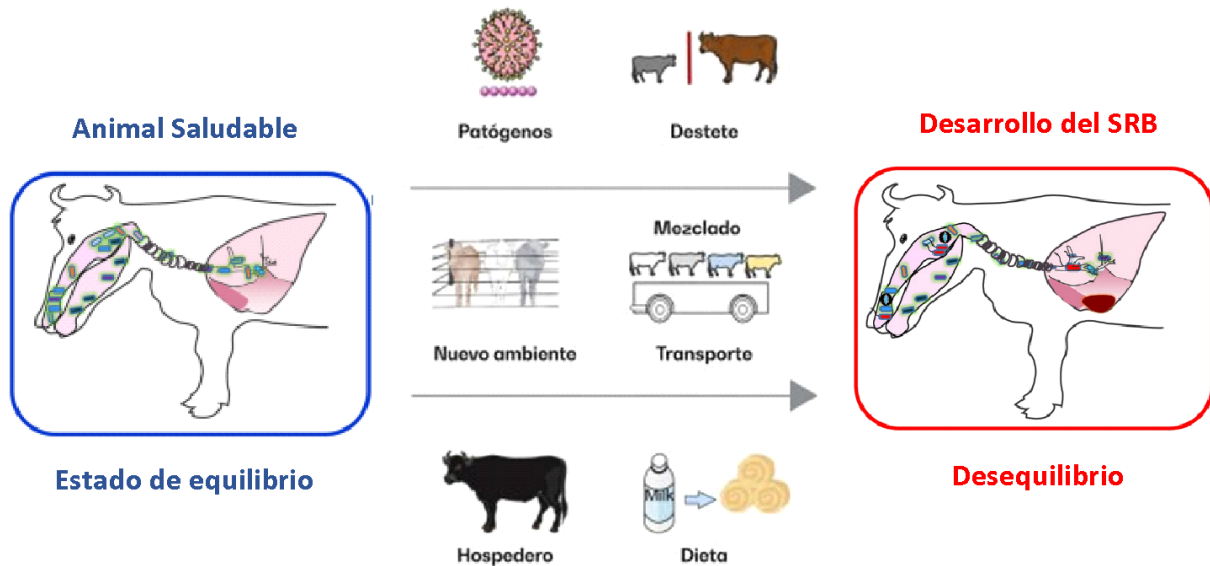 Patógenos
Destete
Animal Saludable
Desarrollo del SRB
Mezclado
Nuevo ambiente
Transporte
Estado de equilibrio
Desequilibrio
Milk
Hospedero
Dieta